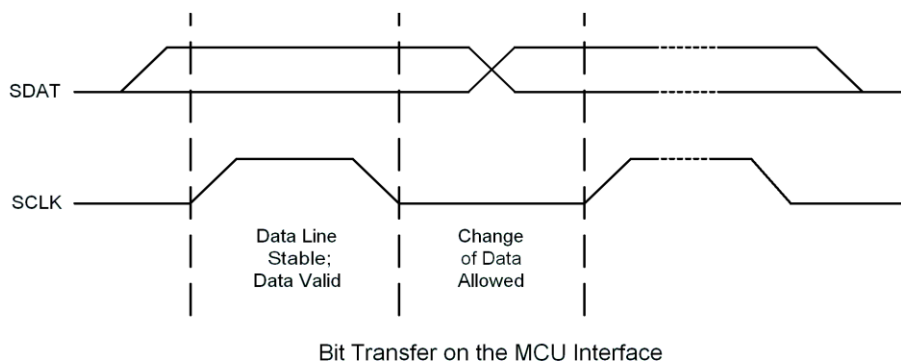 SDAT
SCLK
Data Line
Stable;
Data Valid
Change
of Data
Allowed
Bit Transfer on the MCU Interface